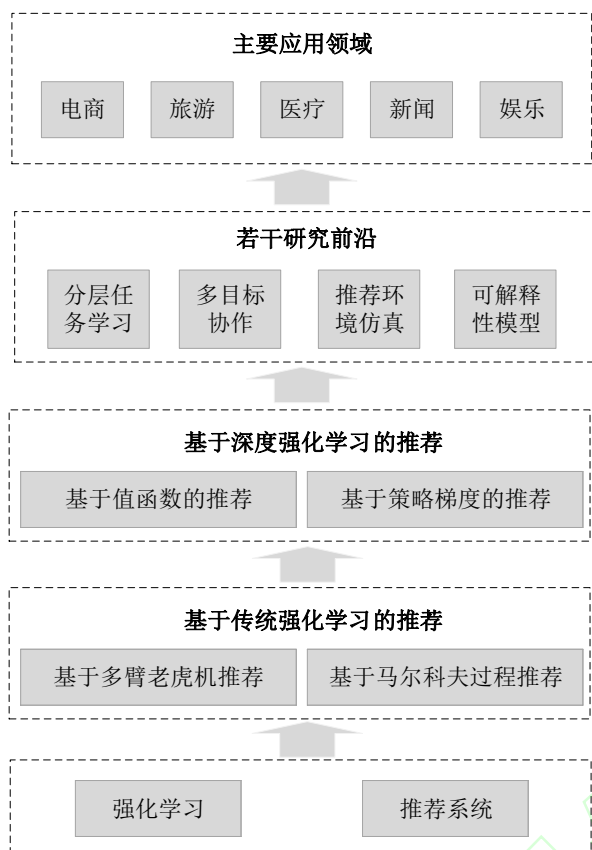 主要应用领域
电商 旅游 医疗 新闻 娱乐
若干研究前沿
分层任 多目标 推荐环 可解释
务学习 协作 境仿真 性模型
基于深度强化学习的推荐
基于值函数的推荐 基于策略梯度的推荐
基于传统强化学习的推荐
基于多臂老虎机推荐 基于马尔科夫过程推荐
强化学习 推荐系统